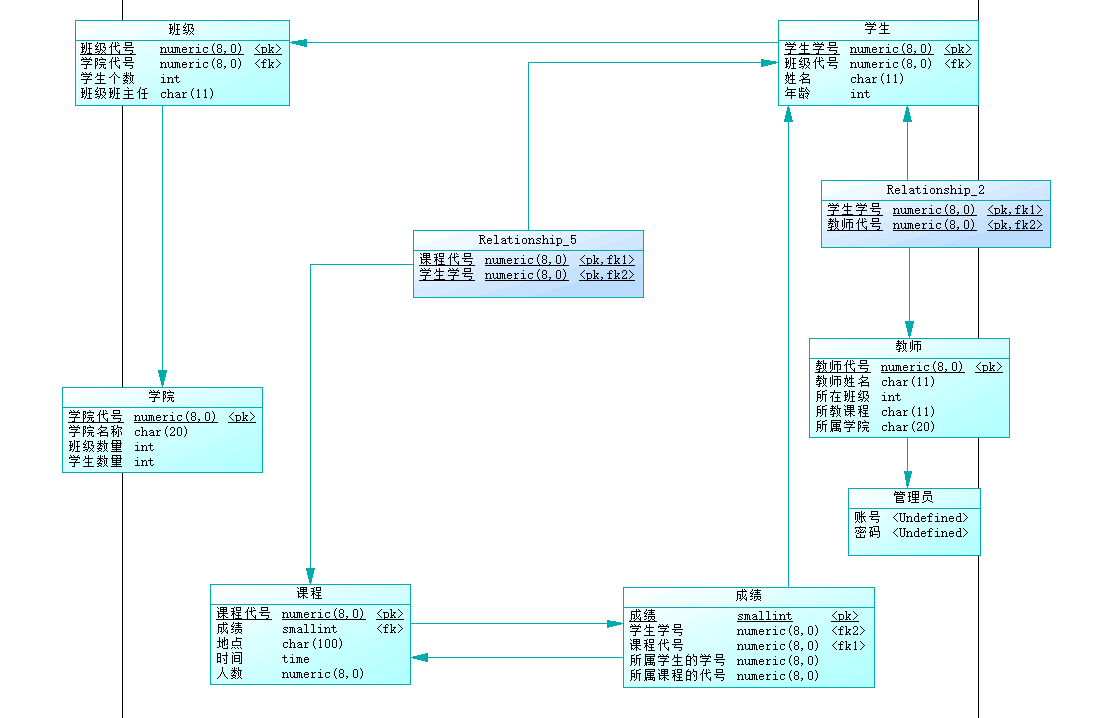 班级
班级代号 numeric(8,0) <pk>
学院代号 numeric(8,0) <fk>
学生个数 int
班级班主任 char(11)
学生
学生学号 numeric(8,0) <pk>
班级代号 numeric(8,0) <fk>
姓名 char(11)
年龄 int
Relationship_2
学生学号 numeric(8,0) <pk,fk1>
教师代号 numeric(8,0) <pk,fk2>
Relationship_5
课程代号 numeric(8,0) <pk,fk1>
学生学号 numeric(8,0) <pk,fk2>
教师
教师代号 numeric(8,0) <pk>
教师姓名 char(11)
所在班级 int
所教课程 char(11)
所属学院 char(20)
学院
学院代号 numeric(8,0) <pk>
学院名称 char(20)
班级数量 int
学生数量 int
管理员
账号 <Undefined>
密码 <Undefined>
课程
课程代号 numeric(8,0) <pk>
成绩 smallint <fk>
地点 char(100)
时间 time
人数 numeric(8,0)
成绩
成绩 smallint <pk>
学生学号 numeric(8,0) <fk2>
课程代号 numeric(8,0) <fk1>
所属学生的学号 numeric(8,0)
所属课程的代号 numeric(8,0)